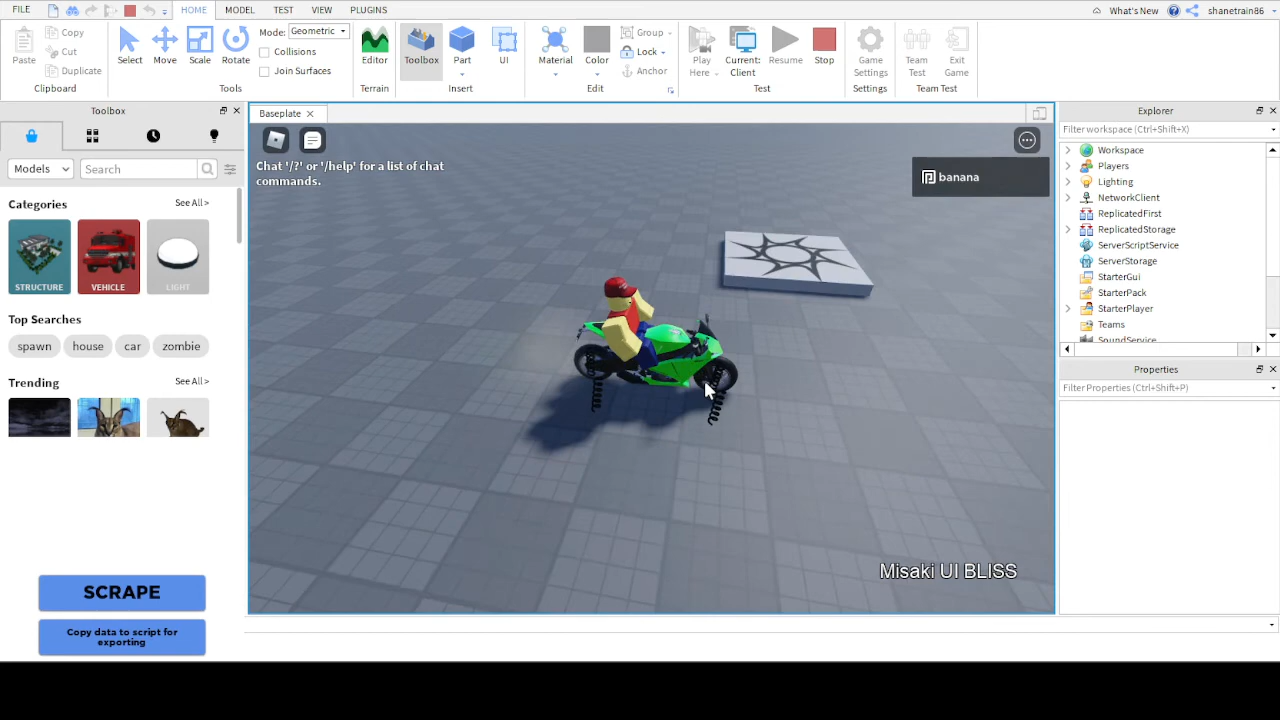 FILE HOME MODEL TEST VIEW PLUGINS What's New shanetrain86
Paste Copy Cut Duplicate Clipboard
Select Move Scale Rotate Mode: Geometric Collisions Join Surfaces Tools
Editor Terrain
Toolbox Part UI Insert
Material Color Group Lock Anchor Edit
Play Here Current: Client Resume Stop Test
Game Settings Settings
Team Test Exit Game Team Test
Toolbox
Models Search
Categories See All >
STRUCTURE VEHICLE LIGHT
Top Searches
spawn house car zombie
Trending See All >
SCRAPE
Copy data to script for
exporting
Baseplate
Chat '/?' or '/help' for a list of chat
commands.
banana
Misaki UI BLISS
Explorer
Filter workspace (Ctrl+Shift+X)
Workspace
Players
Lighting
NetworkClient
ReplicatedFirst
ReplicatedStorage
ServerScriptService
ServerStorage
StarterGui
StarterPack
StarterPlayer
Teams
SoundService
Properties
Filter Properties (Ctrl+Shift+P)